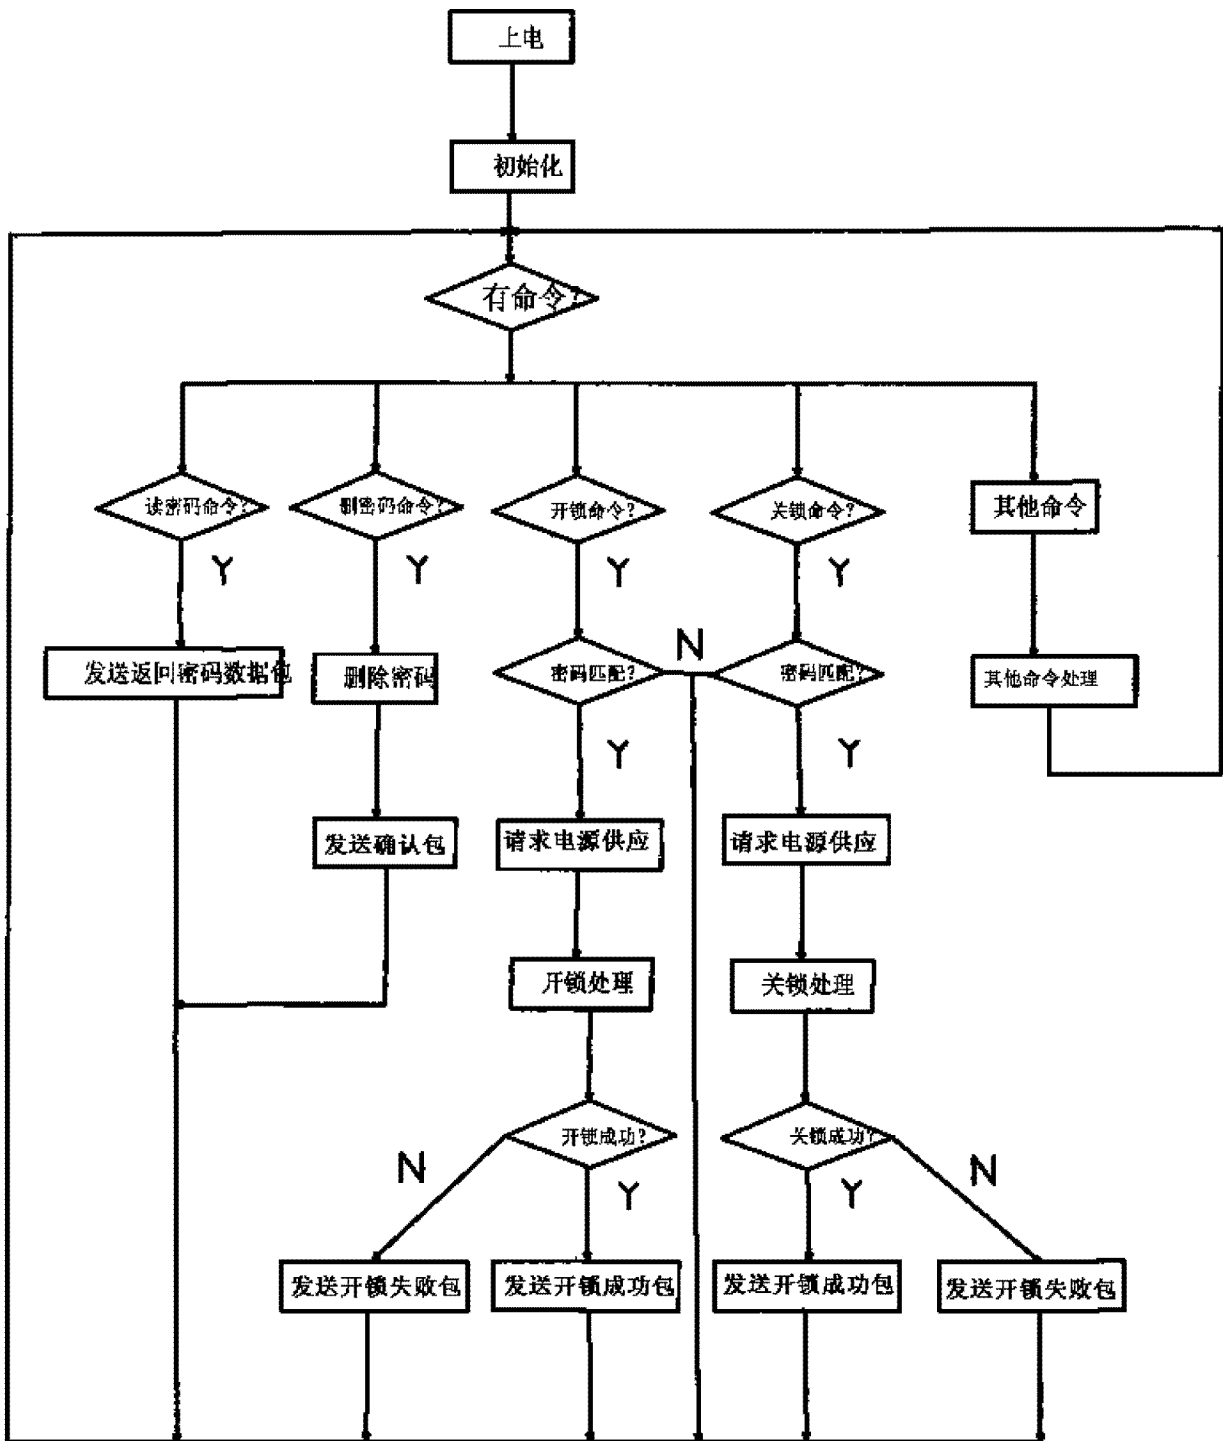 上电
初始化
有命令?
读密码命令?
删密码命令?
开锁命令?
关锁命令?
其他命令
Y
Y
Y
Y
发送返回密码数据包
删除密码
密码匹配?
N
密码匹配?
其他命令处理
Y
Y
发送确认包
请求电源供应
请求电源供应
开锁处理
关锁处理
开锁成功?
关锁成功?
N
Y
Y
N
发送开锁失败包
发送开锁成功包
发送开锁成功包
发送开锁失败包